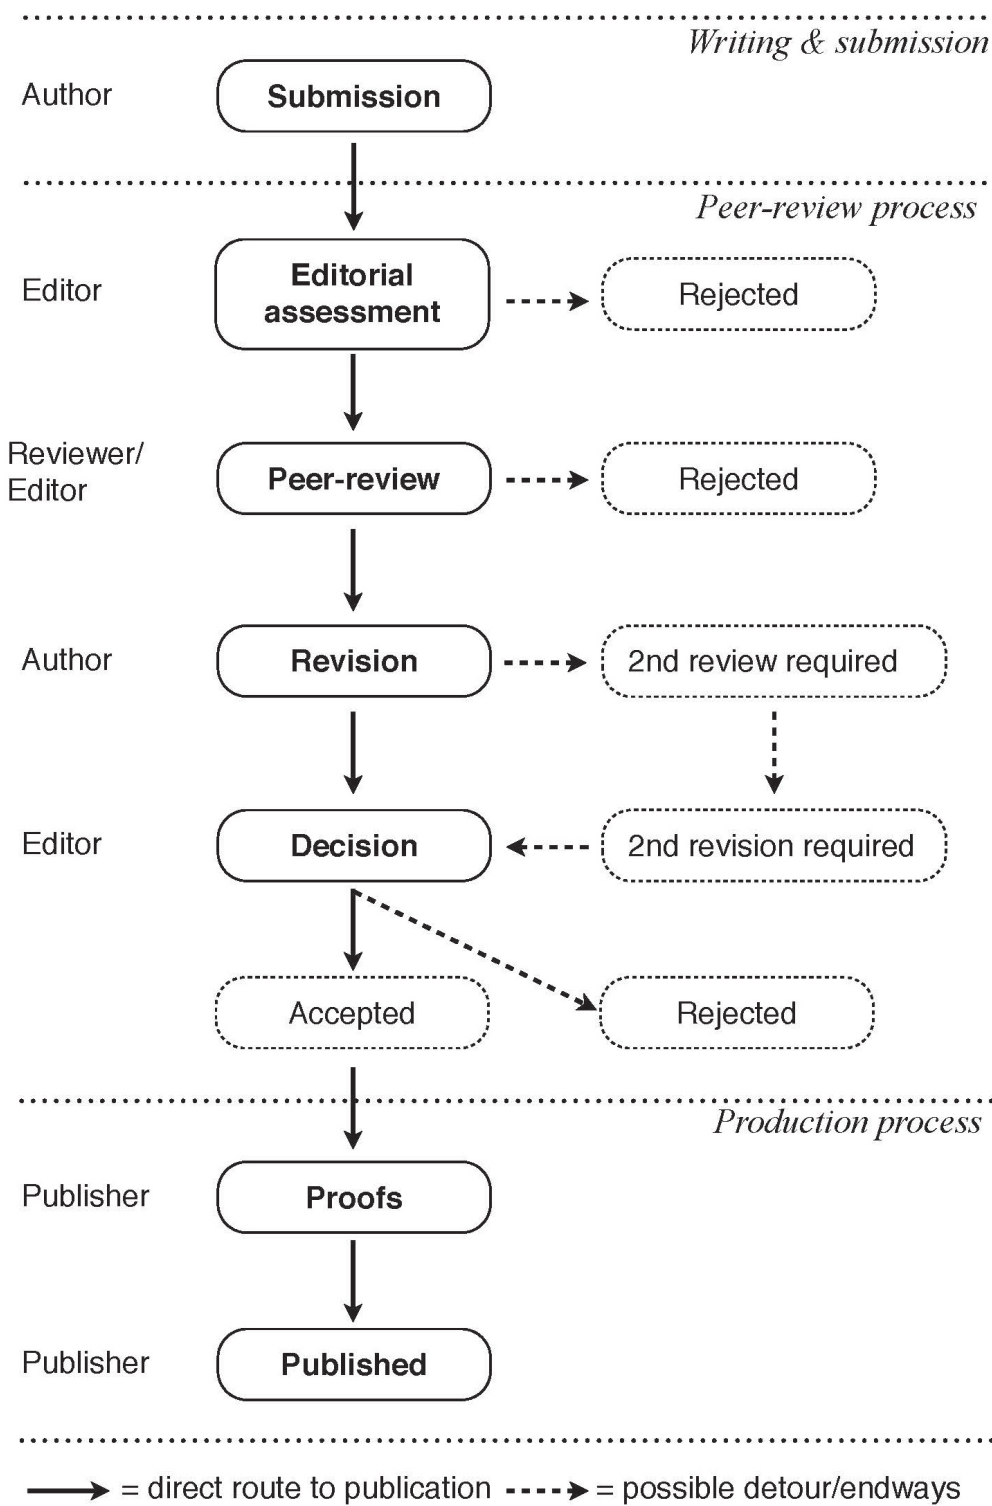 Writing & submission
Author
Submission
Peer-review process
Editor
Editorial
assessment
Rejected
Reviewer/
Editor
Peer-review
Rejected
Author
Revision
2nd review required
Editor
Decision
2nd revision required
Accepted
Rejected
Production process
Publisher
Proofs
Publisher
Published
= direct route to publication
= possible detour/endways